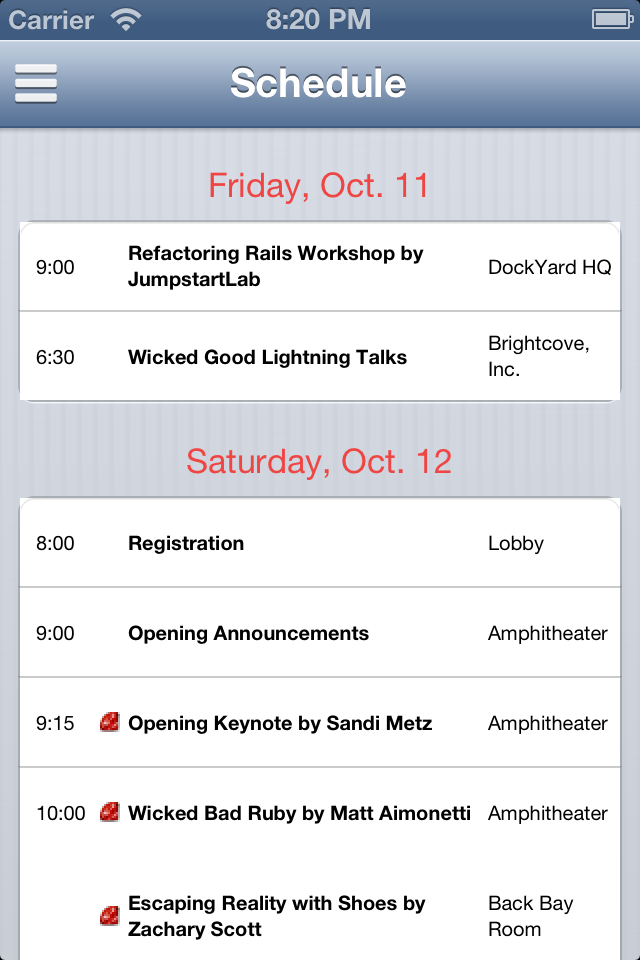 Carrier 8:20 PM
Schedule
Friday, Oct. 11
9:00 Refactoring Rails Workshop by DockYard HQ
JumpstartLab
6:30 Wicked Good Lightning Talks Brightcove,
Inc.
Saturday, Oct. 12
8:00 Registration Lobby
9:00 Opening Announcements Amphitheater
9:15 Opening Keynote by Sandi Metz Amphitheater
10:00 Wicked Bad Ruby by Matt Aimonetti Amphitheater
Escaping Reality with Shoes by Back Bay
Zachary Scott Room